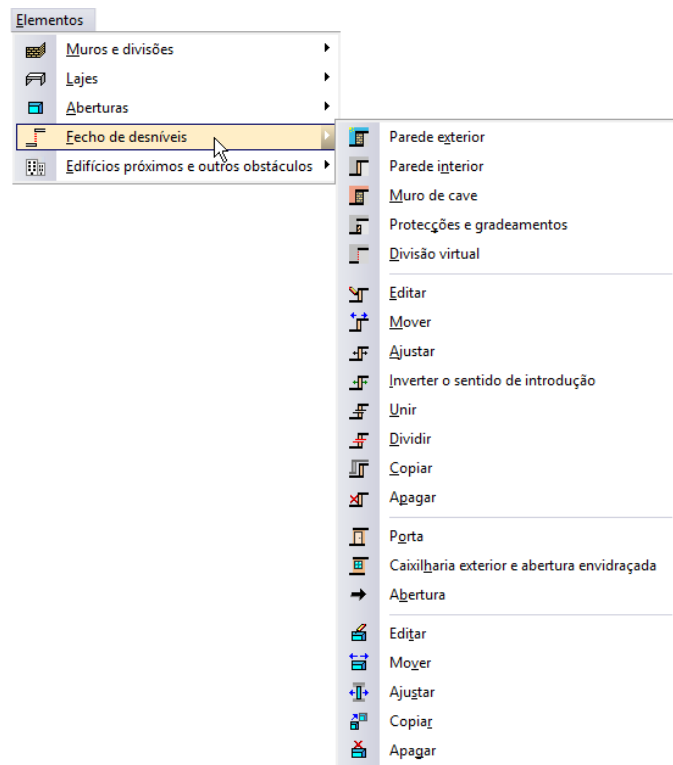 Elementos
Muros e divisões
Lajes
Aberturas
Fecho de desníveis
Edifícios próximos e outros obstáculos
Parede exterior
Parede interior
Muro de cave
Protecções e gradeamentos
Divisão virtual
Editar
Mover
Ajustar
Inverter o sentido de introdução
Unir
Dividir
Copiar
Apagar
Porta
Caixilharia exterior e abertura envidraçada
Abertura
Editar
Mover
Ajustar
Copiar
Apagar